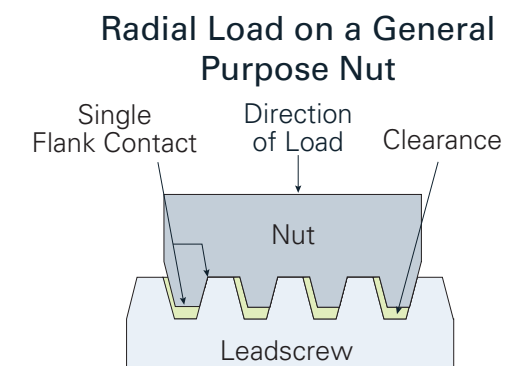 Radial Load on a General
Purpose Nut
Single
Flank Contact
Direction
of Load
Clearance
Nut
Leadscrew